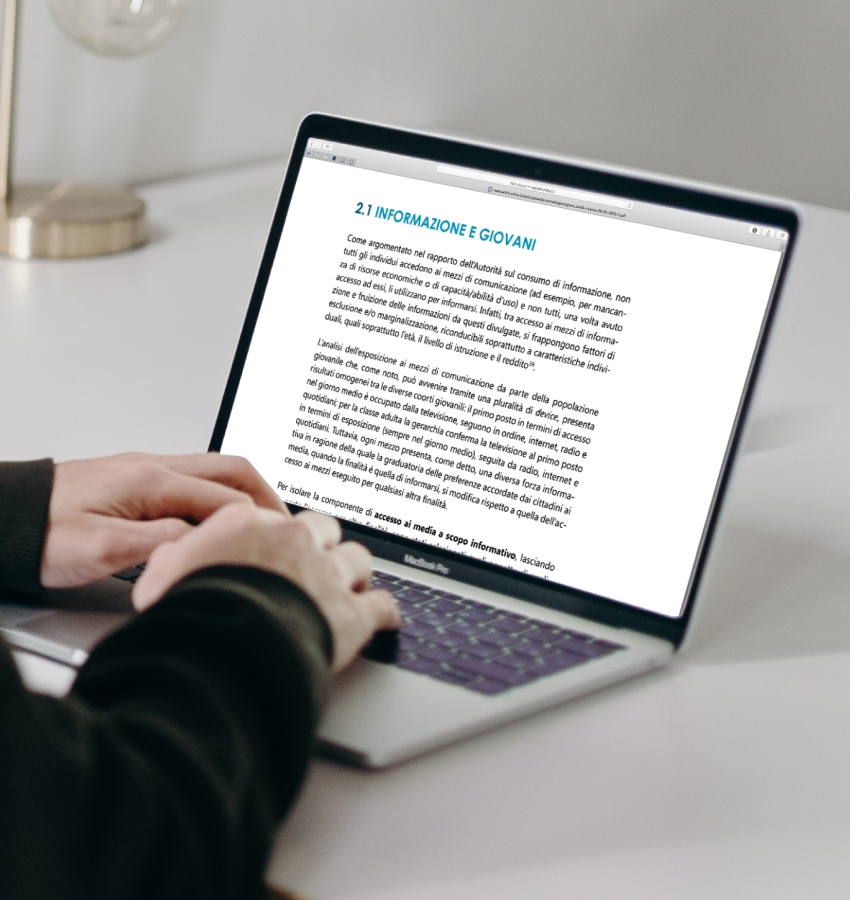 2.1 INFORMAZIONE E GIOVANI
Come argomentato nel rapporto dell'Autorità sul consumo di informazione, non
tutti gli individui accedono ai mezzi di comunicazione (ad esempio, per mancan-
za di risorse economiche o di capacità/abilità d'uso) e non tutti, una volta avuto
accesso ad essi, li utilizzano per informarsi. Infatti, tra accesso ai mezzi di informa-
zione e fruizione delle informazioni da questi divulgate, si frappongono fattori di
esclusione e/o marginalizzazione, riconducibili soprattutto a caratteristiche indivi-
duali, quali soprattutto l'età, il livello di istruzione e il reddito
L'analisi dell'esposizione ai mezzi di comunicazione da parte della popolazione
giovanile che, come noto, può avvenire tramite una pluralità di device, presenta
risultati omogenei tra le diverse coorti giovanili: il primo posto in termini di accesso
nel giorno medio è occupato dalla televisione, seguono in ordine, internet, radio e
quotidiani; per la classe adulta la gerarchia conferma la televisione al primo posto
in termini di esposizione (sempre nel giorno medio), seguita da radio, internet e
quotidiani. Tuttavia, ogni mezzo presenta, come detto, una diversa forza informa-
tiva in ragione della quale la graduatoria delle preferenze accordate dai cittadini ai
media, quando la finalità è quella di informarsi, si modifica rispetto a quella dell'ac-
cesso ai mezzi eseguito per qualsiasi altra finalità.
Per isolare la componente di accesso ai media a scopo informativo, lasciando
MacBook Pro